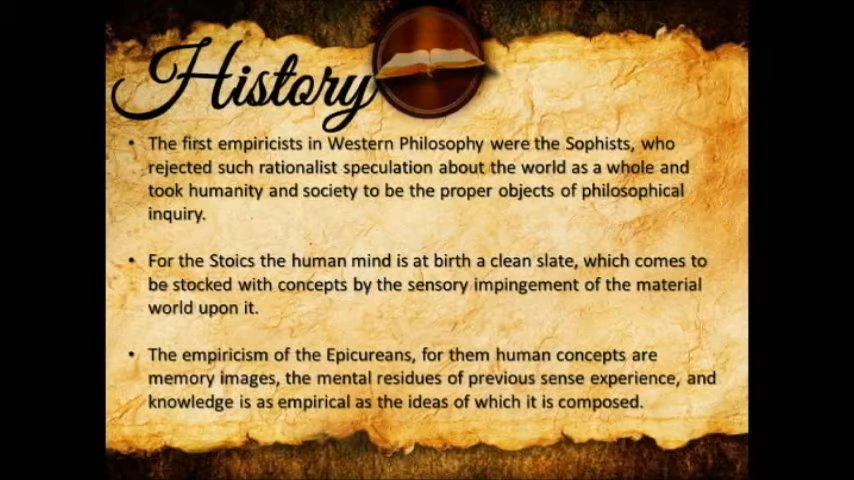 History
• The first empiricists in Western Philosophy were the Sophists, who
rejected such rationalist speculation about the world as a whole and
took humanity and society to be the proper objects of philosophical
inquiry.
• For the Stoics the human mind is at birth a clean slate, which comes to
be stocked with concepts by the sensory impingement of the material
world upon it.
• The empiricism of the Epicureans, for them human concepts are
memory images, the mental residues of previous sense experience, and
knowledge is as empirical as the ideas of which it is composed.